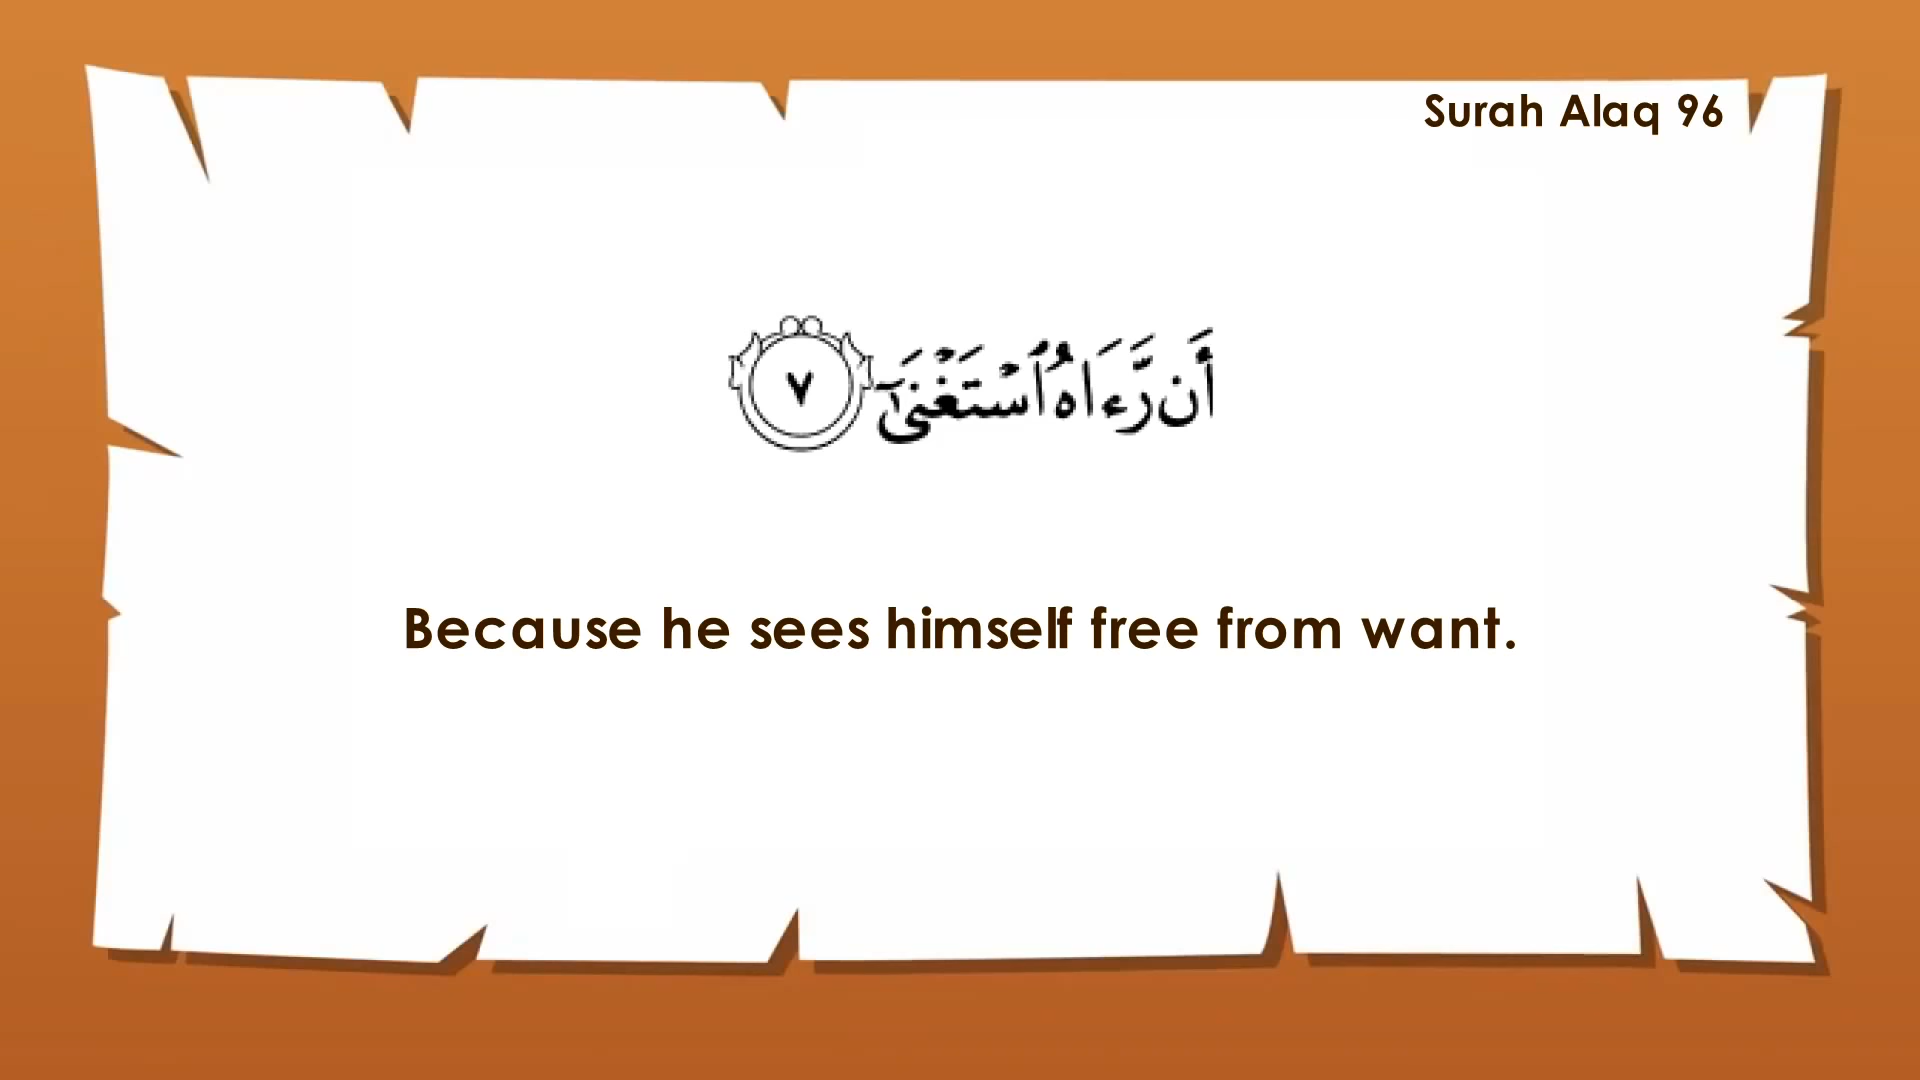 Surah Alaq 96
أَن رَّءَاهُ ٱسْتَغْنَىٰٓ ٧
Because he sees himself free from want.